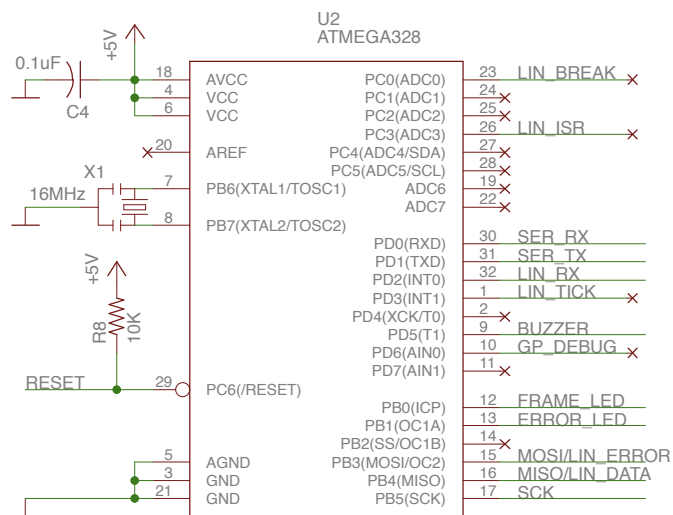 U2
ATMEGA328
+5V
0.1uF
C4
18 AVCC
4 VCC
6 VCC
20 AREF
X1
16MHz
7 PB6(XTAL1/TOSC1)
8 PB7(XTAL2/TOSC2)
+5V
R8
10K
RESET 29 PC6(/RESET)
5 AGND
3 GND
21 GND
PC0(ADC0) 23 LIN_BREAK
PC1(ADC1) 24
PC2(ADC2) 25
PC3(ADC3) 26 LIN_ISR
PC4(ADC4/SDA) 27
PC5(ADC5/SCL) 28
ADC6 19
ADC7 22
PD0(RXD) 30 SER_RX
PD1(TXD) 31 SER_TX
PD2(INT0) 32 LIN_RX
PD3(INT1) 1 LIN_TICK
PD4(XCK/T0) 2
PD5(T1) 9 BUZZER
PD6(AIN0) 10 GP_DEBUG
PD7(AIN1) 11
PB0(ICP) 12 FRAME_LED
PB1(OC1A) 13 ERROR_LED
PB2(SS/OC1B) 14
PB3(MOSI/OC2) 15 MOSI/LIN_ERROR
PB4(MISO) 16 MISO/LIN_DATA
PB5(SCK) 17 SCK